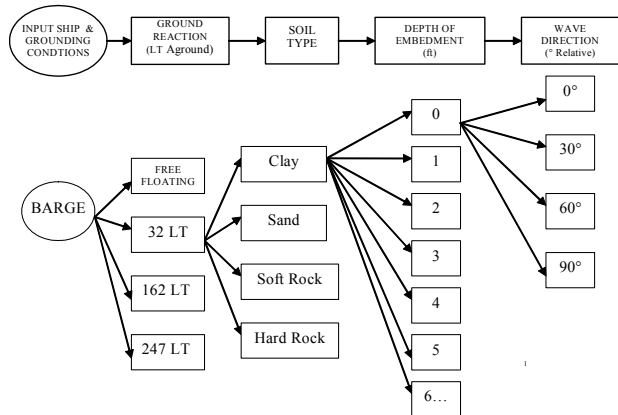 INPUT SHIP &
GROUNDING
CONDTIONS
GROUND
REACTION
(LT Aground)
SOIL
TYPE
DEPTH OF
EMBEDMENT
(ft)
WAVE
DIRECTION
(° Relative)
BARGE
FREE
FLOATING
32 LT
162 LT
247 LT
Clay
Sand
Soft Rock
Hard Rock
0
1
2
3
4
5
6…
0°
30°
60°
90°
1